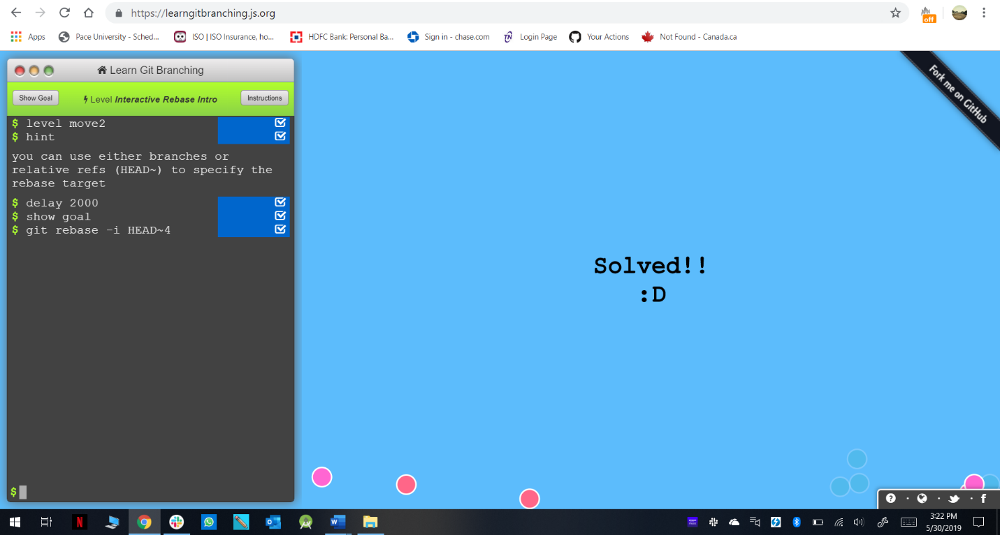 https://learngitbranching.js.org
off
Apps
Pace University - Sched...
ISO | ISO Insurance, ho...
HDFC Bank: Personal Ba...
Sign in - chase.com
Login Page
Your Actions
Not Found - Canada.ca
Learn Git Branching
Show Goal
Level Interactive Rebase Intro
Instructions
$ level move2
$ hint
you can use either branches or
relative refs (HEAD~) to specify the
rebase target
$ delay 2000
$ show goal
$ git rebase -i HEAD~4
$
Solved!!
:D
Fork me on GitHub
3:22 PM
5/30/2019